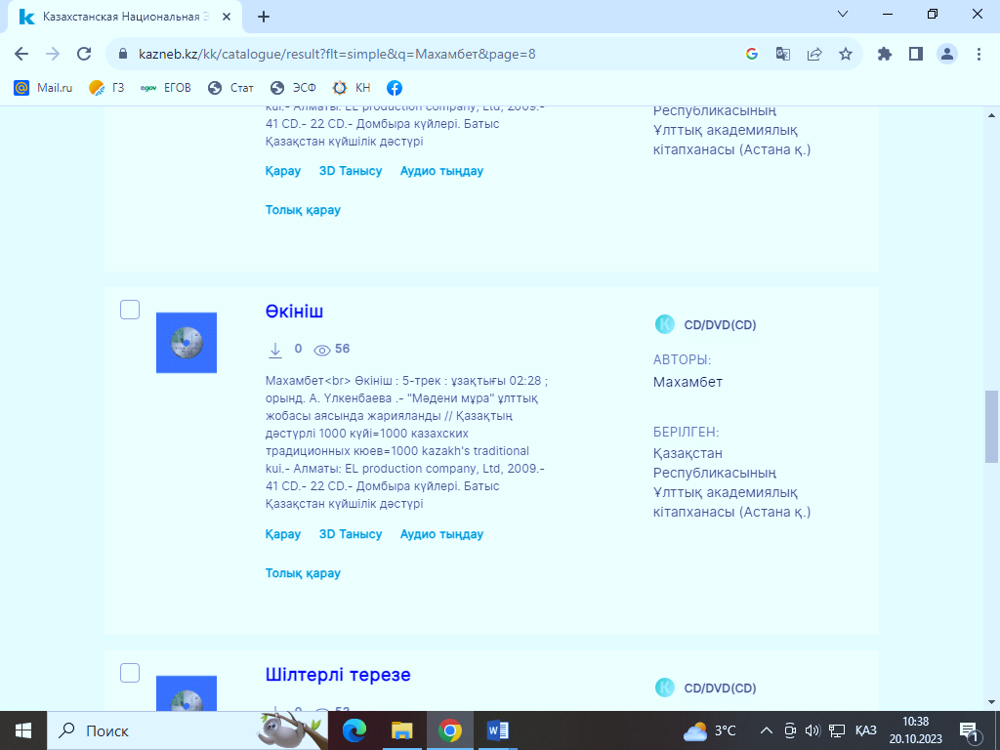 Казахстанская Национальная Э
kazneb.kz/kk/catalogue/result?flt=simple&q=Махамбет&page=8
Mail.ru ГЗ egov ЕГОВ Стат ЭСФ КН
kui.- Алматы: EL production company, Ltd, 2009.-
41 CD.- 22 CD.- Домбыра күйлері. Батыс
Қазақстан күйшілік дәстүрі
Қарау 3D Танысу Аудио тыңдау
Толық қарау
Республикасының
Ұлттық академиялық
кітапханасы (Астана қ.)
Өкініш
0 56
Махамбет<br> Өкініш : 5-трек : ұзақтығы 02:28 ;
орынд. А. Үлкенбаева .- "Мәдени мұра" ұлттық
жобасы аясында жарияланды // Қазақтың
дәстүрлі 1000 күйі=1000 казахских
традиционных кюев=1000 kazakh's traditional
kui.- Алматы: EL production company, Ltd, 2009.-
41 CD.- 22 CD.- Домбыра күйлері. Батыс
Қазақстан күйшілік дәстүрі
Қарау 3D Танысу Аудио тыңдау
Толық қарау
CD/DVD(CD)
АВТОРЫ:
Махамбет
БЕРІЛГЕН:
Қазақстан
Республикасының
Ұлттық академиялық
кітапханасы (Астана қ.)
Шілтерлі терезе
0 52
CD/DVD(CD)
Поиск
3°C
ҚАЗ
10:38
20.10.2023
1